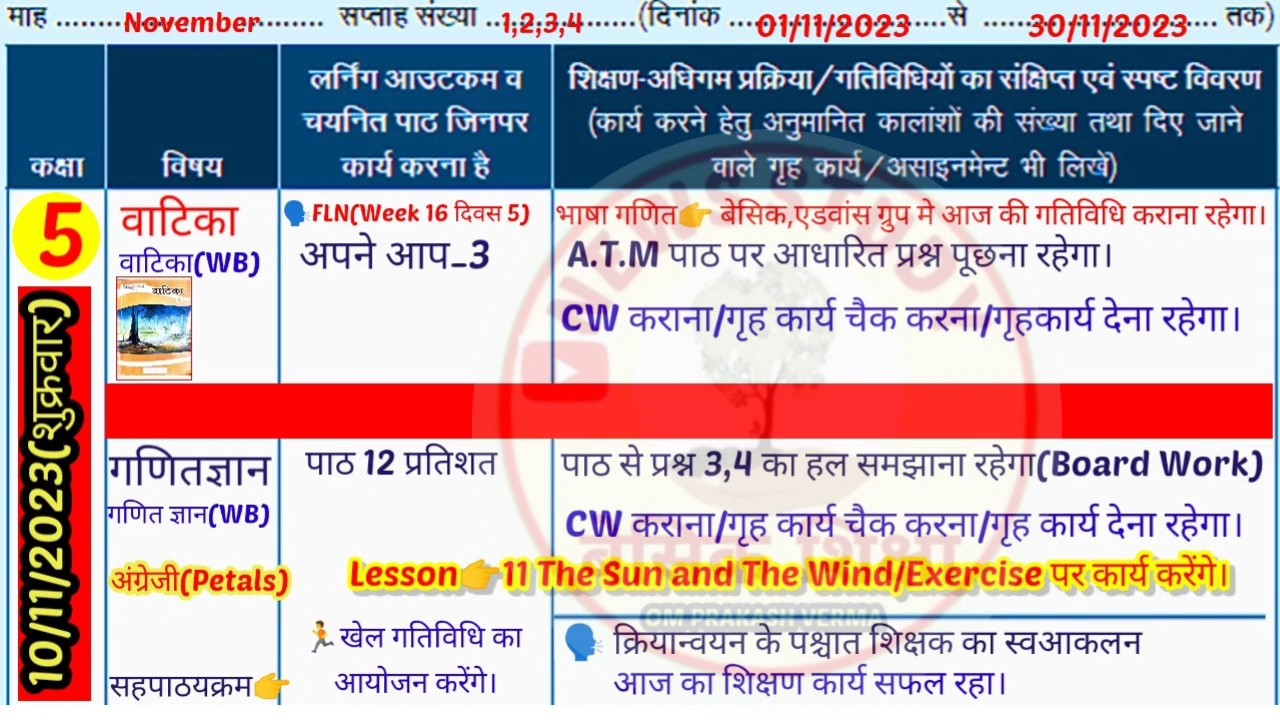 माह .................November........... सप्ताह संख्या ...1,2,3,4........(दिनांक ....01/11/2023.....से .....30/11/2023..... तक)
कक्षा
विषय
लर्निंग आउटकम व
चयनित पाठ जिनपर
कार्य करना है
शिक्षण-अधिगम प्रक्रिया/गतिविधियों का संक्षिप्त एवं स्पष्ट विवरण
(कार्य करने हेतु अनुमानित कालांशों की संख्या तथा दिए जाने
वाले गृह कार्य/असाइनमेन्ट भी लिखें)
5
10/11/2023(शुक्रवार)
वाटिका
वाटिका(WB)
वाटिका
🗣️FLN(Week 16 दिवस 5)
अपने आप_3
भाषा गणित👉 बेसिक,एडवांस ग्रुप मे आज की गतिविधि कराना रहेगा।
A.T.M पाठ पर आधारित प्रश्न पूछना रहेगा।
CW कराना/गृह कार्य चैक करना/गृहकार्य देना रहेगा।
गणितज्ञान
गणित ज्ञान(WB)
पाठ 12 प्रतिशत
पाठ से प्रश्न 3,4 का हल समझाना रहेगा(Board Work)
CW कराना/गृह कार्य चैक करना/गृह कार्य देना रहेगा।
अंग्रेजी(Petals)
Lesson👉11 The Sun and The Wind/Exercise पर कार्य करेंगे।
सहपाठयक्रम👉
🏃खेल गतिविधि का
आयोजन करेंगे।
🗣️ क्रियान्वयन के पश्चात शिक्षक का स्वआकलन
आज का शिक्षण कार्य सफल रहा।
NEWS STUDY
बेसिक शिक्षा
OM PRAKASH VERMA